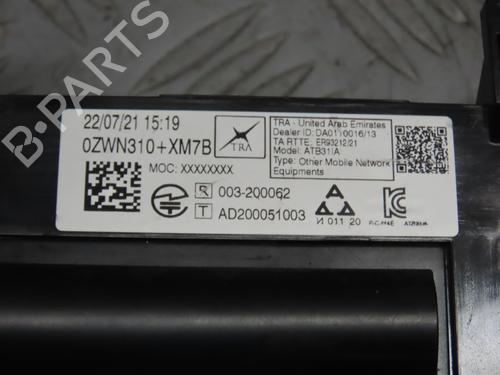 22/07/21 15:19
0ZWN310+XM7B
TRA
MOC: XXXXXXXX
R 003-200062
T AD200051003
TRA - United Arab Emirates
Dealer ID: DA0110016/13
TA RTTE: ER93212/21
Model: ATB31IA
Type: Other Mobile Network
Equipments
И 011 20